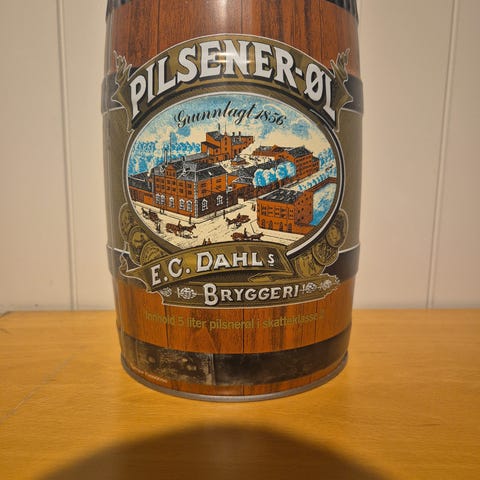 PILSENER-ØL
Grunnlagt 1856
E.C. DAHLS
BRYGGERI
Innhold 5 liter pilsnerøl i skatteklasse